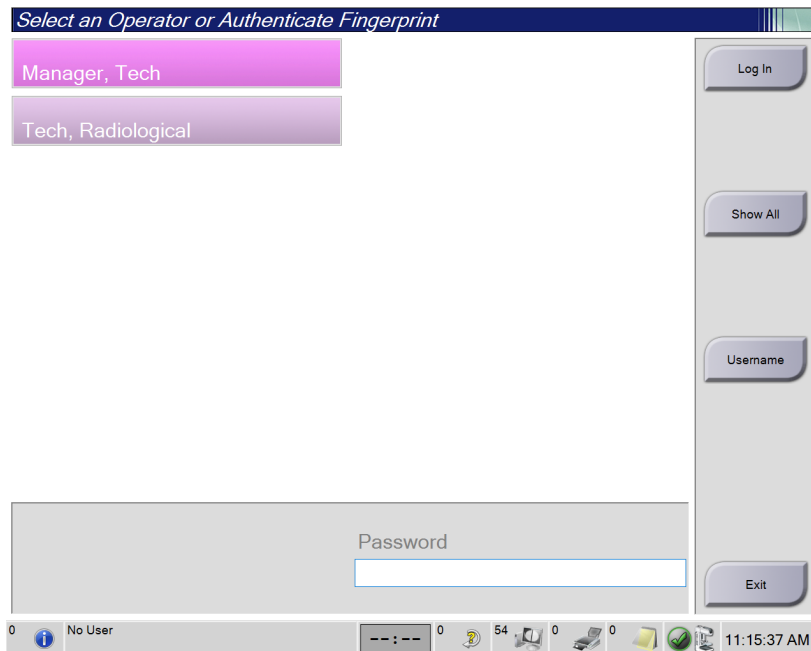 Select an Operator or Authenticate Fingerprint
Manager, Tech
Tech, Radiological
Log In
Show All
Username
Password
Exit
0
No User
--:--
0
54
0
0
11:15:37 AM